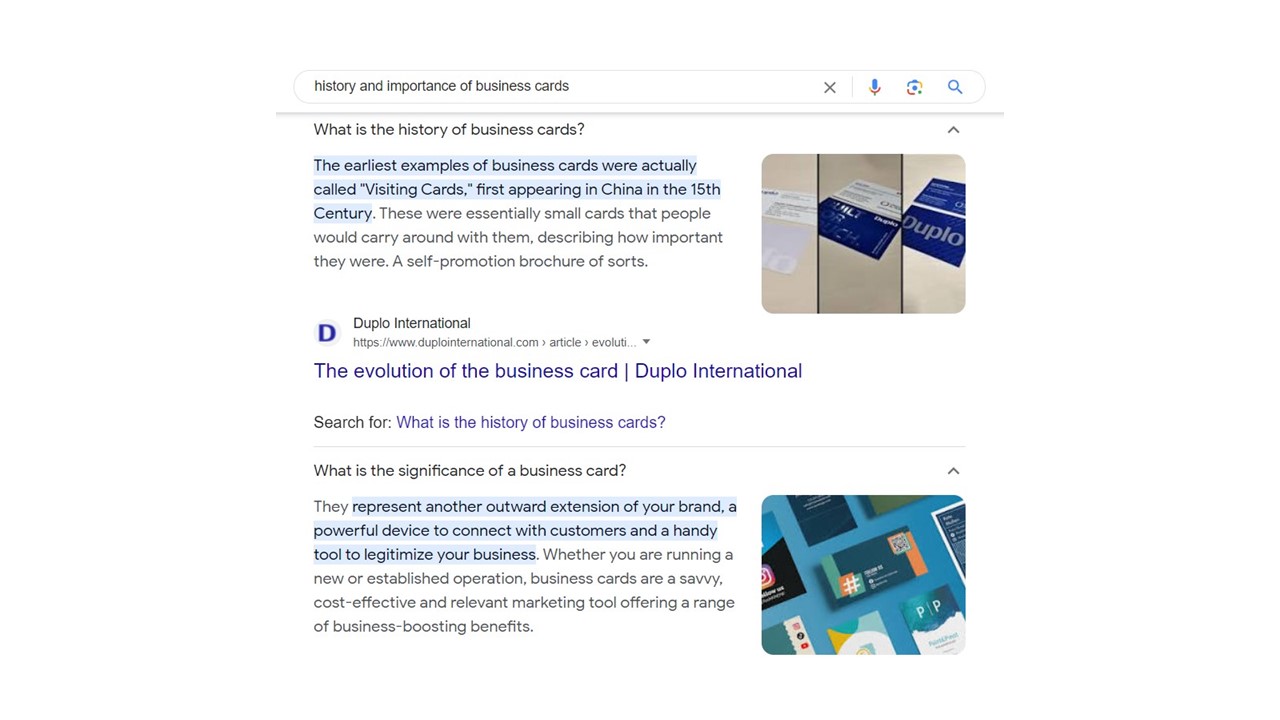 history and importance of business cards
What is the history of business cards?
The earliest examples of business cards were actually
called "Visiting Cards," first appearing in China in the 15th
Century. These were essentially small cards that people
would carry around with them, describing how important
they were. A self-promotion brochure of sorts.
Duplo
Duplo
Duplo
D
Duplo International
https://www.duplointernational.com › article › evoluti...
The evolution of the business card | Duplo International
Search for: What is the history of business cards?
What is the significance of a business card?
They represent another outward extension of your brand, a
powerful device to connect with customers and a handy
tool to legitimize your business. Whether you are running a
new or established operation, business cards are a savvy,
cost-effective and relevant marketing tool offering a range
of business-boosting benefits.
#
FOLLOW US
P|P